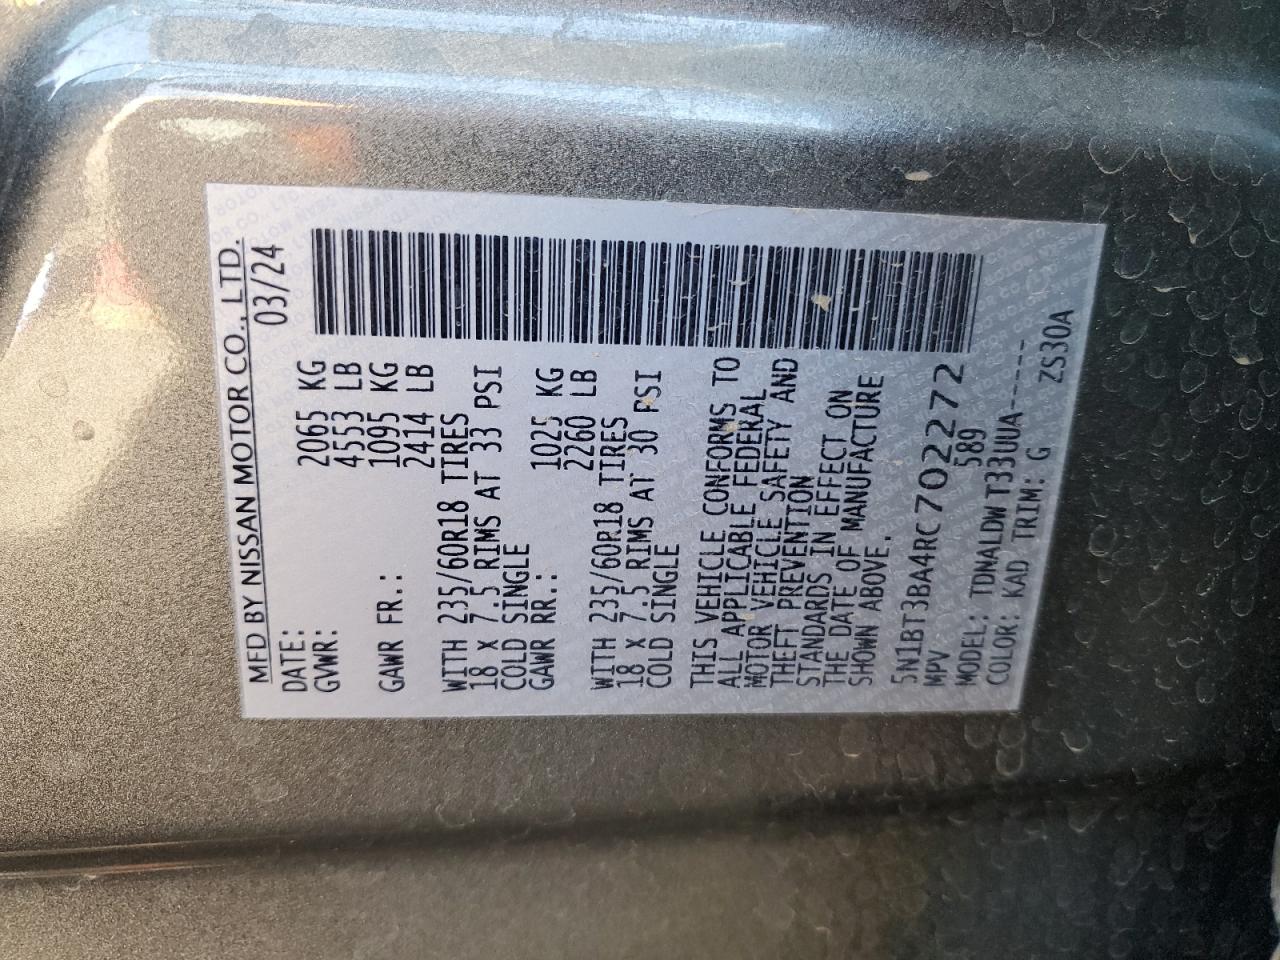 MFD BY NISSAN MOTOR CO., LTD.
DATE: 03/24
GVWR: 2065 KG
4553 LB
GAWR FR.: 1095 KG
2414 LB
WITH 235/60R18 TIRES
18 X 7.5 RIMS AT 33 PSI
COLD SINGLE
GAWR RR.: 1025 KG
2260 LB
WITH 235/60R18 TIRES
18 X 7.5 RIMS AT 30 PSI
COLD SINGLE
THIS VEHICLE CONFORMS TO
ALL APPLICABLE FEDERAL
MOTOR VEHICLE SAFETY AND
THEFT PREVENTION
STANDARDS IN EFFECT ON
THE DATE OF MANUFACTURE
SHOWN ABOVE.
5N1BT3BA4RC702272
MPV 589
MODEL: TDNALDWT33UUA-----
COLOR: KAD TRIM: G ZS30A